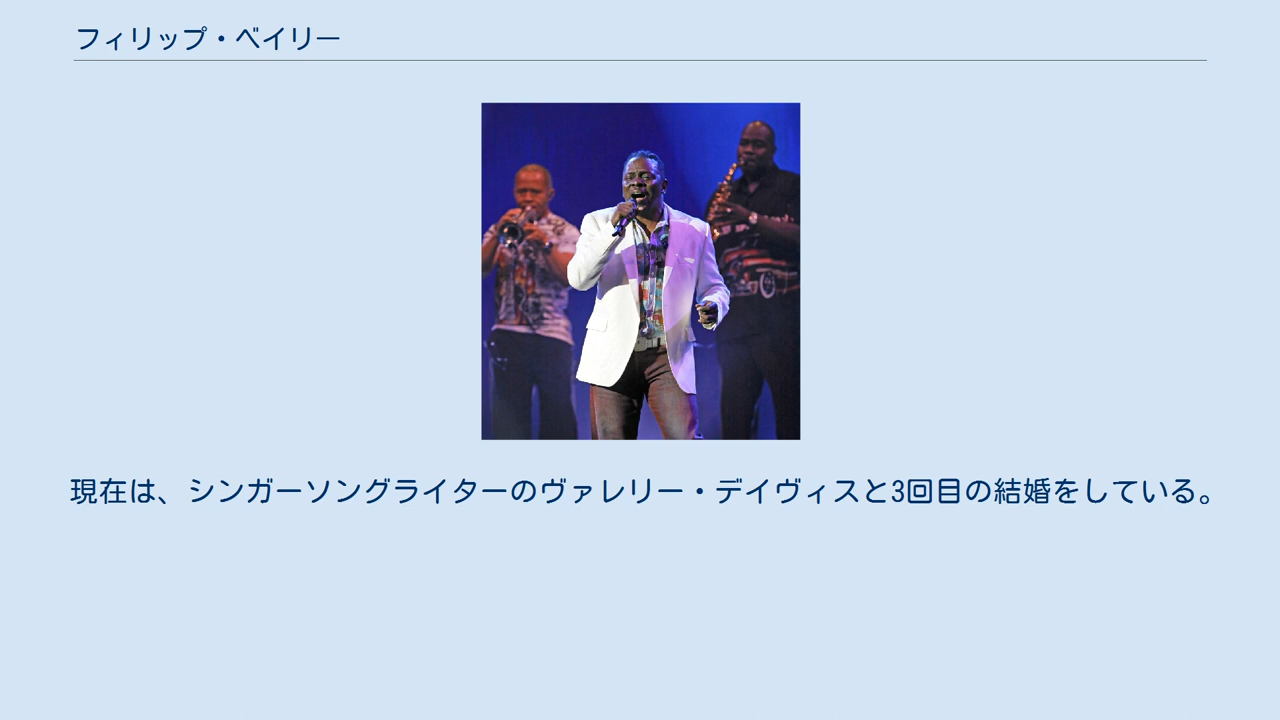 フィリップ・ベイリー
現在は、シンガーソングライターのヴァレリー・デイヴィスと3回目の結婚をしている。